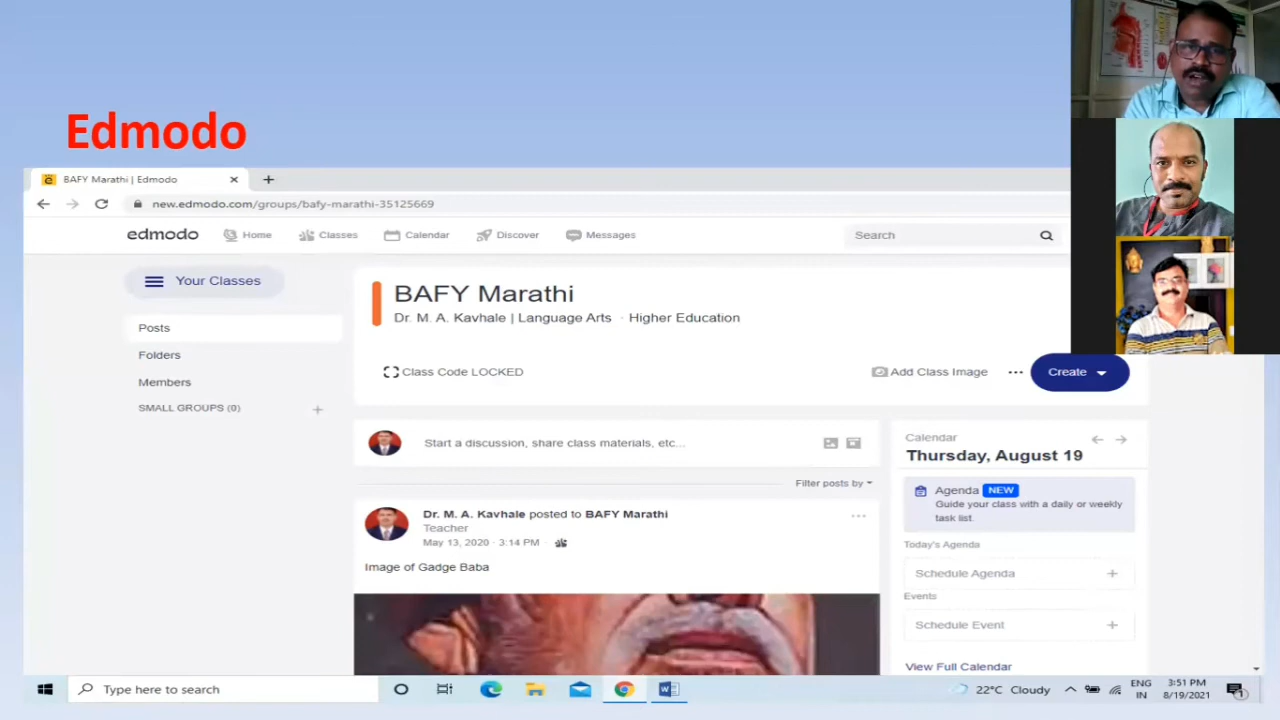 Edmodo
BAFY Marathi | Edmodo
new.edmodo.com/groups/bafy-marathi-35125669
edmodo Home Classes Calendar Discover Messages Search
Your Classes
Posts
Folders
Members
SMALL GROUPS (0)
BAFY Marathi
Dr. M. A. Kavhale | Language Arts · Higher Education
Class Code LOCKED
Add Class Image
Create
Start a discussion, share class materials, etc...
Filter posts by
Dr. M. A. Kavhale posted to BAFY Marathi
Teacher
May 13, 2020 · 3:14 PM ·
Image of Gadge Baba
Calendar
Thursday, August 19
Agenda NEW
Guide your class with a daily or weekly
task list.
Today's Agenda
Schedule Agenda
Events
Schedule Event
View Full Calendar
Type here to search
22°C Cloudy
ENG
IN
3:51 PM
8/19/2021
1